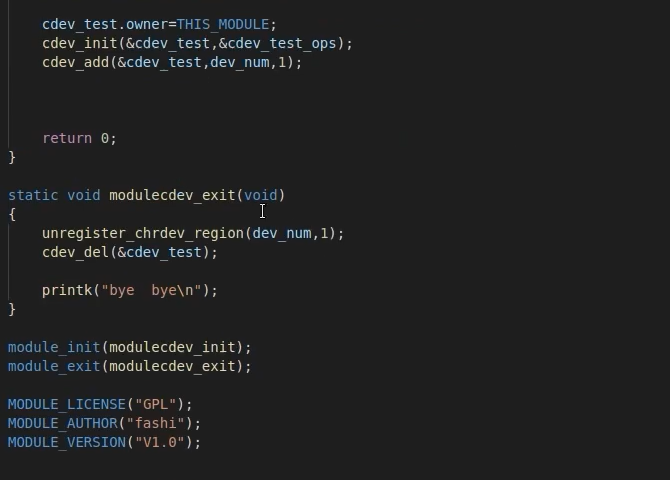 cdev_test.owner=THIS_MODULE;
cdev_init(&cdev_test,&cdev_test_ops);
cdev_add(&cdev_test,dev_num,1);
return 0;
}
static void modulecdev_exit(void)
{
unregister_chrdev_region(dev_num,1);
cdev_del(&cdev_test);
printk("bye  bye\n");
}
module_init(modulecdev_init);
module_exit(modulecdev_exit);
MODULE_LICENSE("GPL");
MODULE_AUTHOR("fashi");
MODULE_VERSION("V1.0");